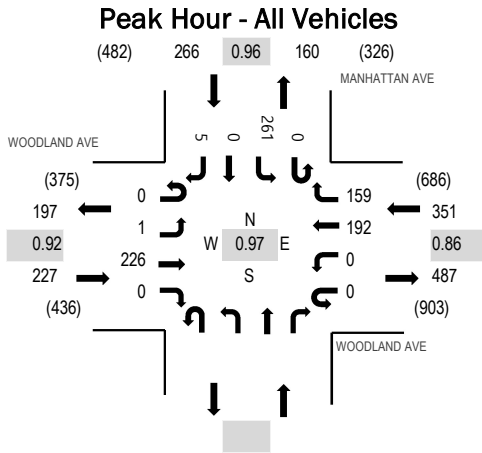 Peak Hour - All Vehicles
(482) 266 0.96 160 (326)
MANHATTAN AVE
5 0 261 0
WOODLAND AVE
(375) 0 159 (686)
197 1 N 192 351
0.92 W 0.97 E 0.86
227 226 S 0 487
(436) 0 0 (903)
WOODLAND AVE